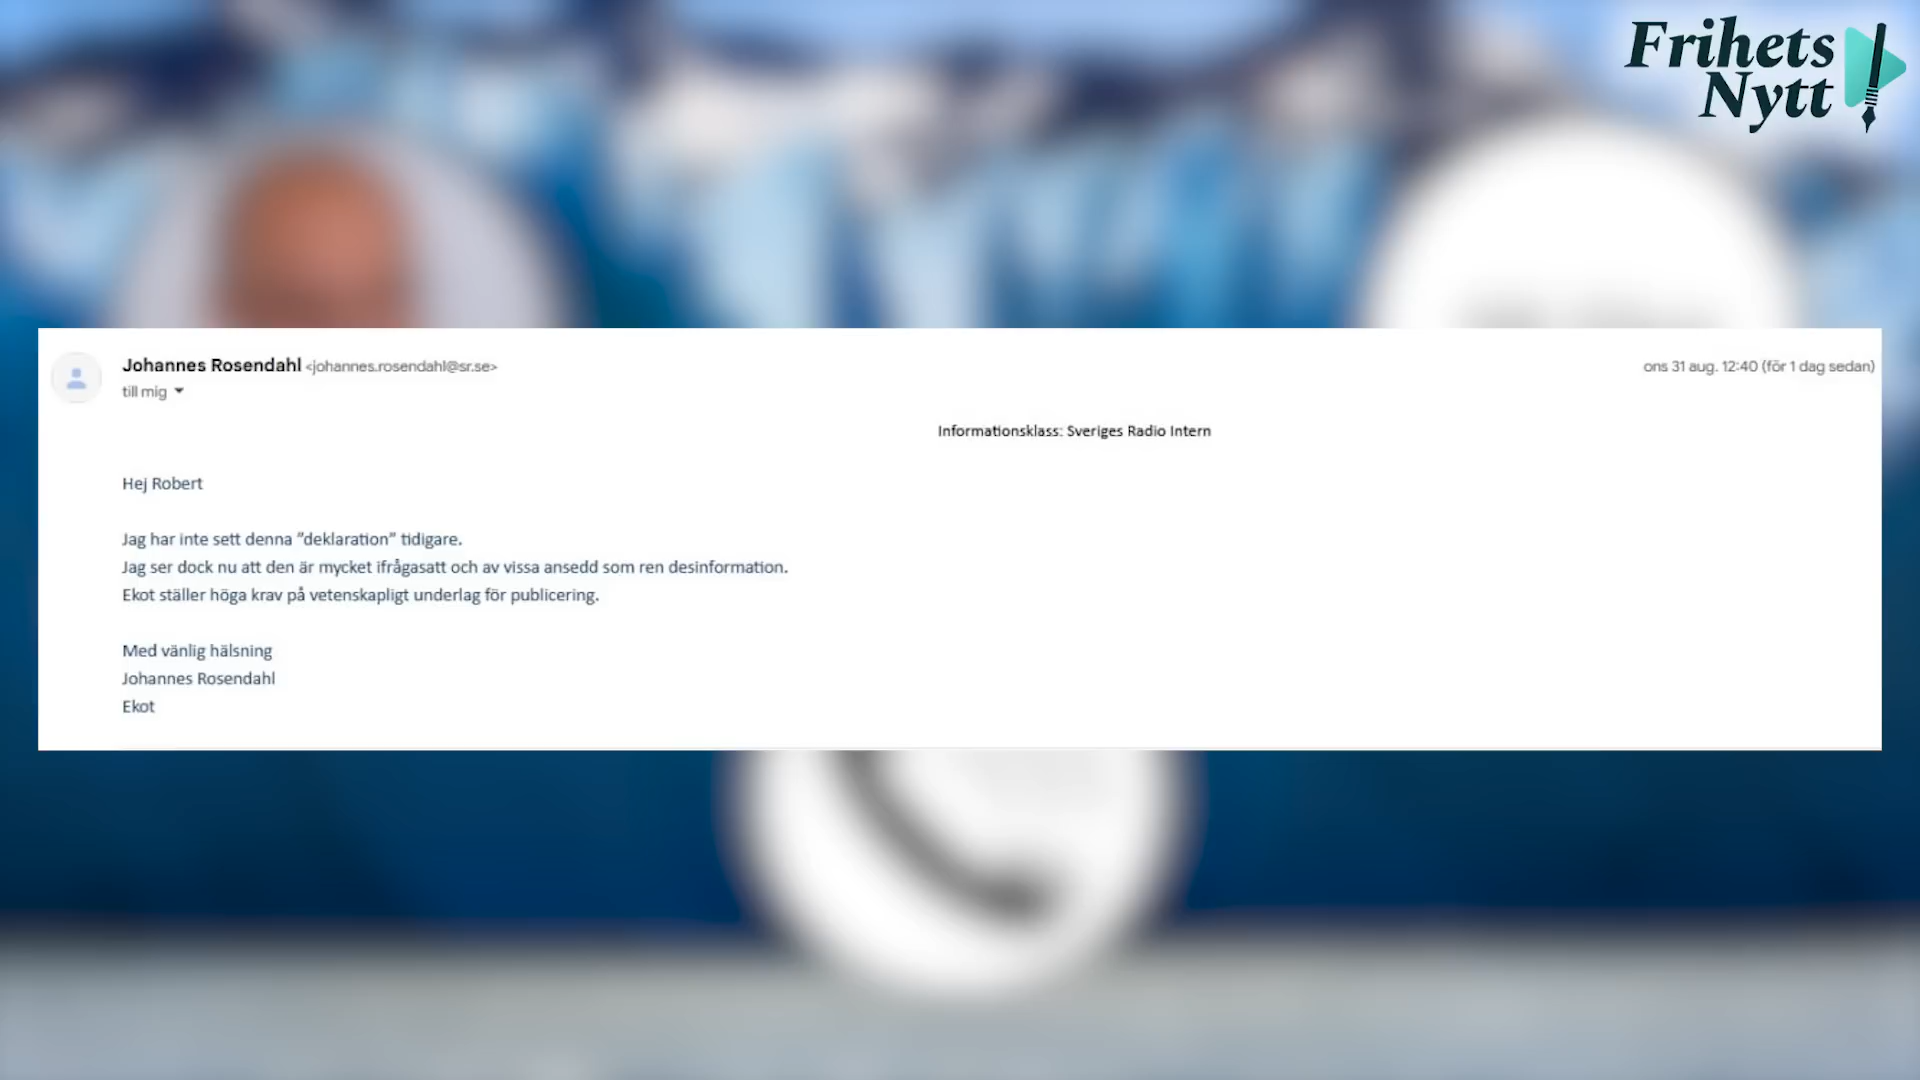 Frihets
Nytt
Johannes Rosendahl <johannes.rosendahl@sr.se>
ons 31 aug. 12:40 (för 1 dag sedan)
till mig
Informationsklass: Sveriges Radio Intern
Hej Robert
Jag har inte sett denna ”deklaration” tidigare.
Jag ser dock nu att den är mycket ifrågasatt och av vissa ansedd som ren desinformation.
Ekot ställer höga krav på vetenskapligt underlag för publicering.
Med vänlig hälsning
Johannes Rosendahl
Ekot